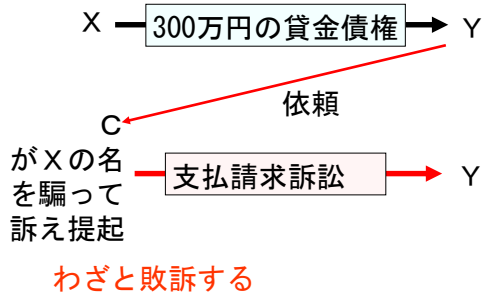 X 300万円の貸金債権 Y
依頼
C
がXの名
を騙って
訴え提起
支払請求訴訟 Y
わざと敗訴する